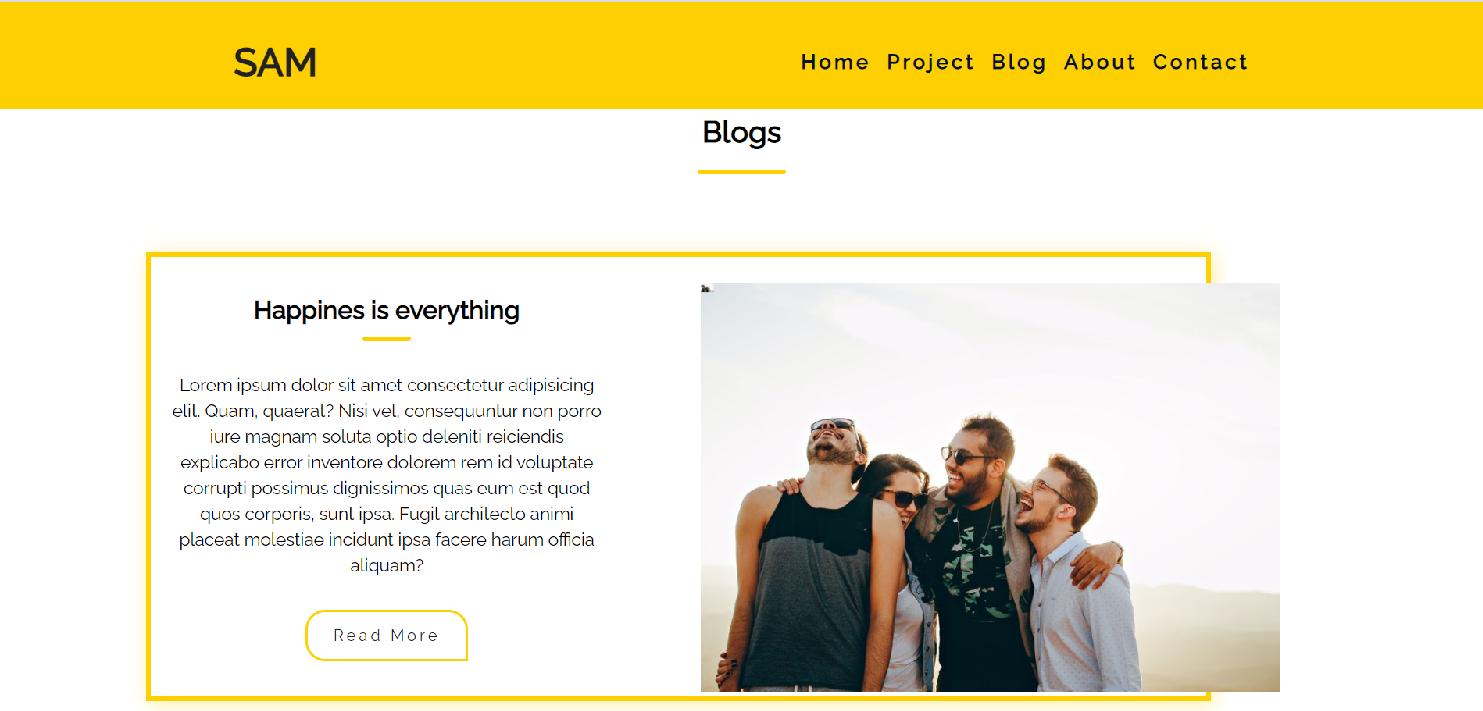 SAM
Home Project Blog About Contact
Blogs
Happines is everything
Lorem ipsum dolor sit amet consectetur adipisicing
elit. Quam, quaerat? Nisi vel, consequuntur non porro
iure magnam soluta optio deleniti reiciendis
explicabo error inventore dolorem rem id voluptate
corrupti possimus dignissimos quas eum est quod
quos corporis, sunt ipsa. Fugit architecto animi
placeat molestiae incidunt ipsa facere harum officia
aliquam?
Read More